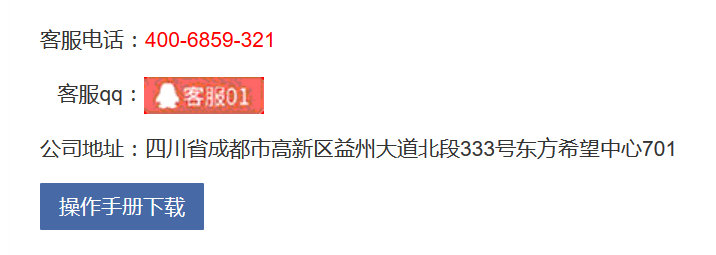 客服电话：400-6859-321
客服qq：客服01
公司地址：四川省成都市高新区益州大道北段333号东方希望中心701
操作手册下载